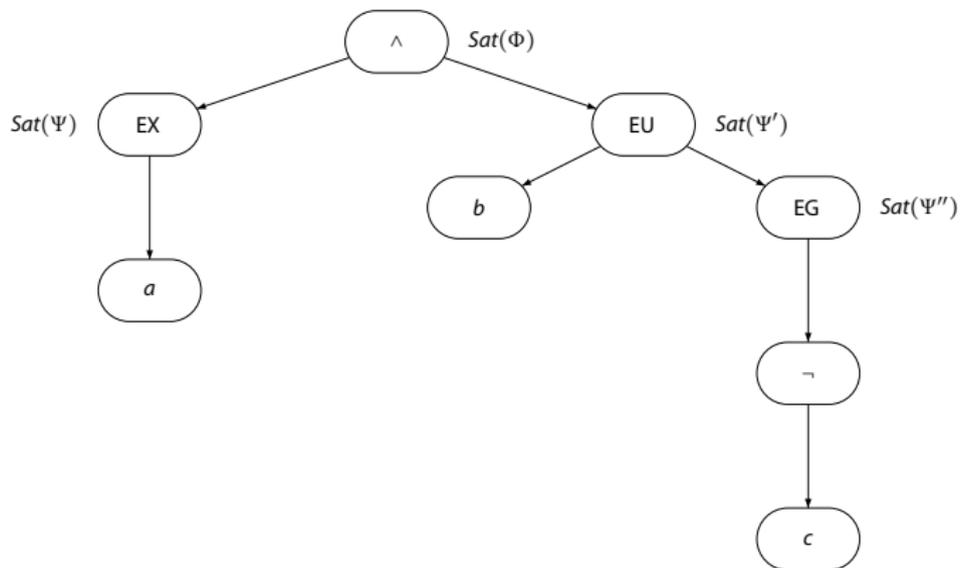 ∧ Sat(Φ)
Sat(Ψ) EX EU Sat(Ψ′)
b EG Sat(Ψ″)
a
¬
c